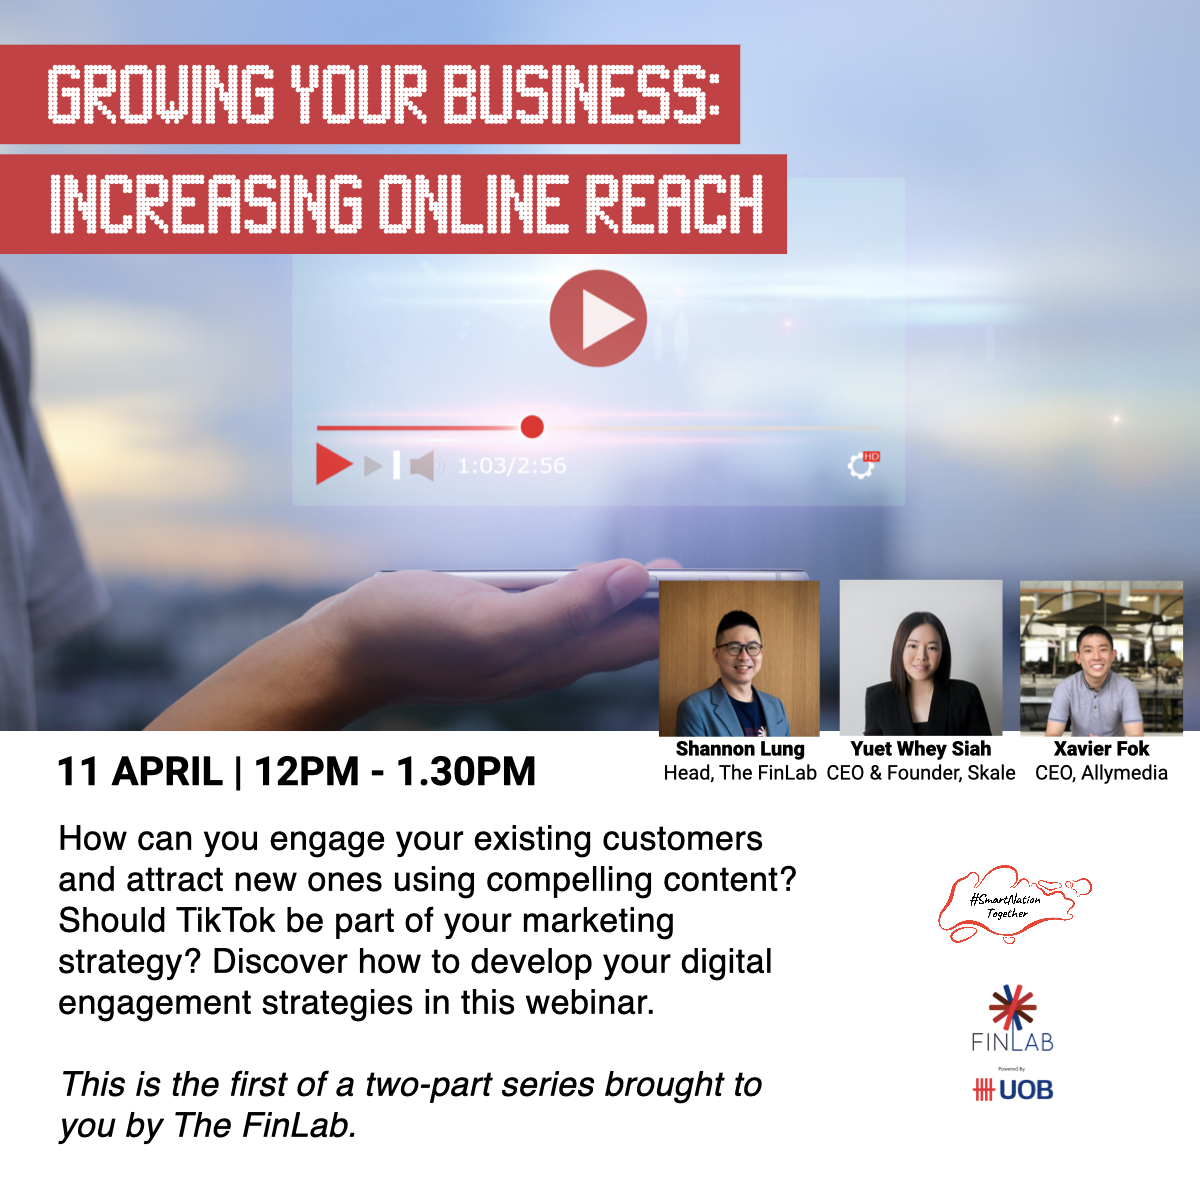 GROWING YOUR BUSINESS:
INCREASING ONLINE REACH
1:03/2:56
HD
Shannon Lung
Head, The FinLab
Yuet Whey Siah
CEO & Founder, Skale
Xavier Fok
CEO, Allymedia
11 APRIL | 12PM - 1.30PM
How can you engage your existing customers
and attract new ones using compelling content?
Should TikTok be part of your marketing
strategy? Discover how to develop your digital
engagement strategies in this webinar.
This is the first of a two-part series brought to
you by The FinLab.
#SmartNation
Together
FINLAB
Powered By
UOB